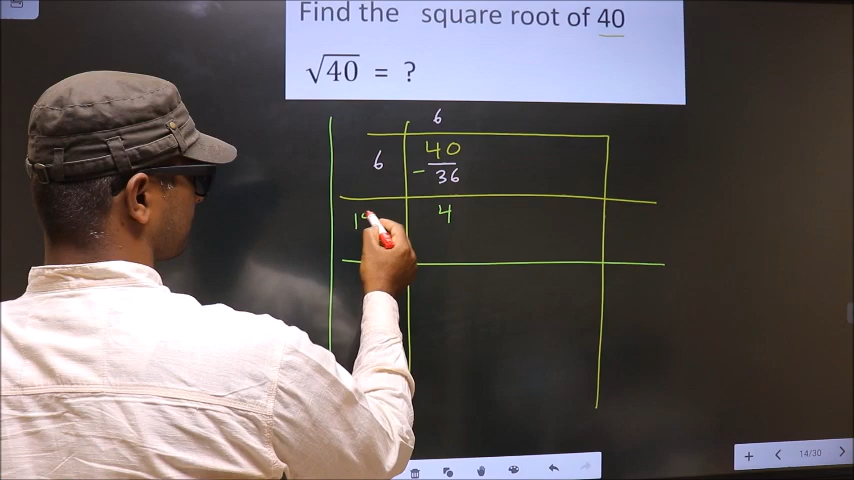 Find the square root of 40
√40 = ?
6
6 40
- 36
4
14/30